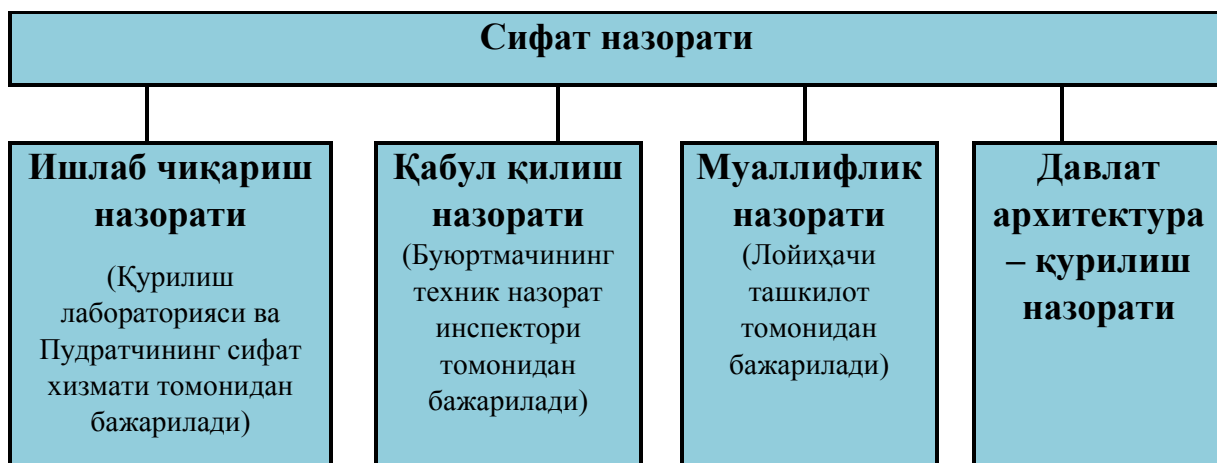 Сифат назорати
Ишлаб чиқариш
назорати
(Қурилиш
лабораторияси ва
Пудратчининг сифат
хизмати томонидан
бажарилади)
Қабул қилиш
назорати
(Буюртмачининг
техник назорат
инспектори
томонидан
бажарилади)
Муаллифлик
назорати
(Лойиҳачи
ташкилот
томонидан
бажарилади)
Давлат
архитектура
– қурилиш
назорати